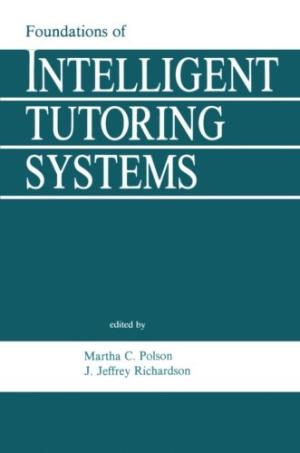 Foundations of
INTELLIGENT
TUTORING
SYSTEMS
edited by
Martha C. Polson
J. Jeffrey Richardson